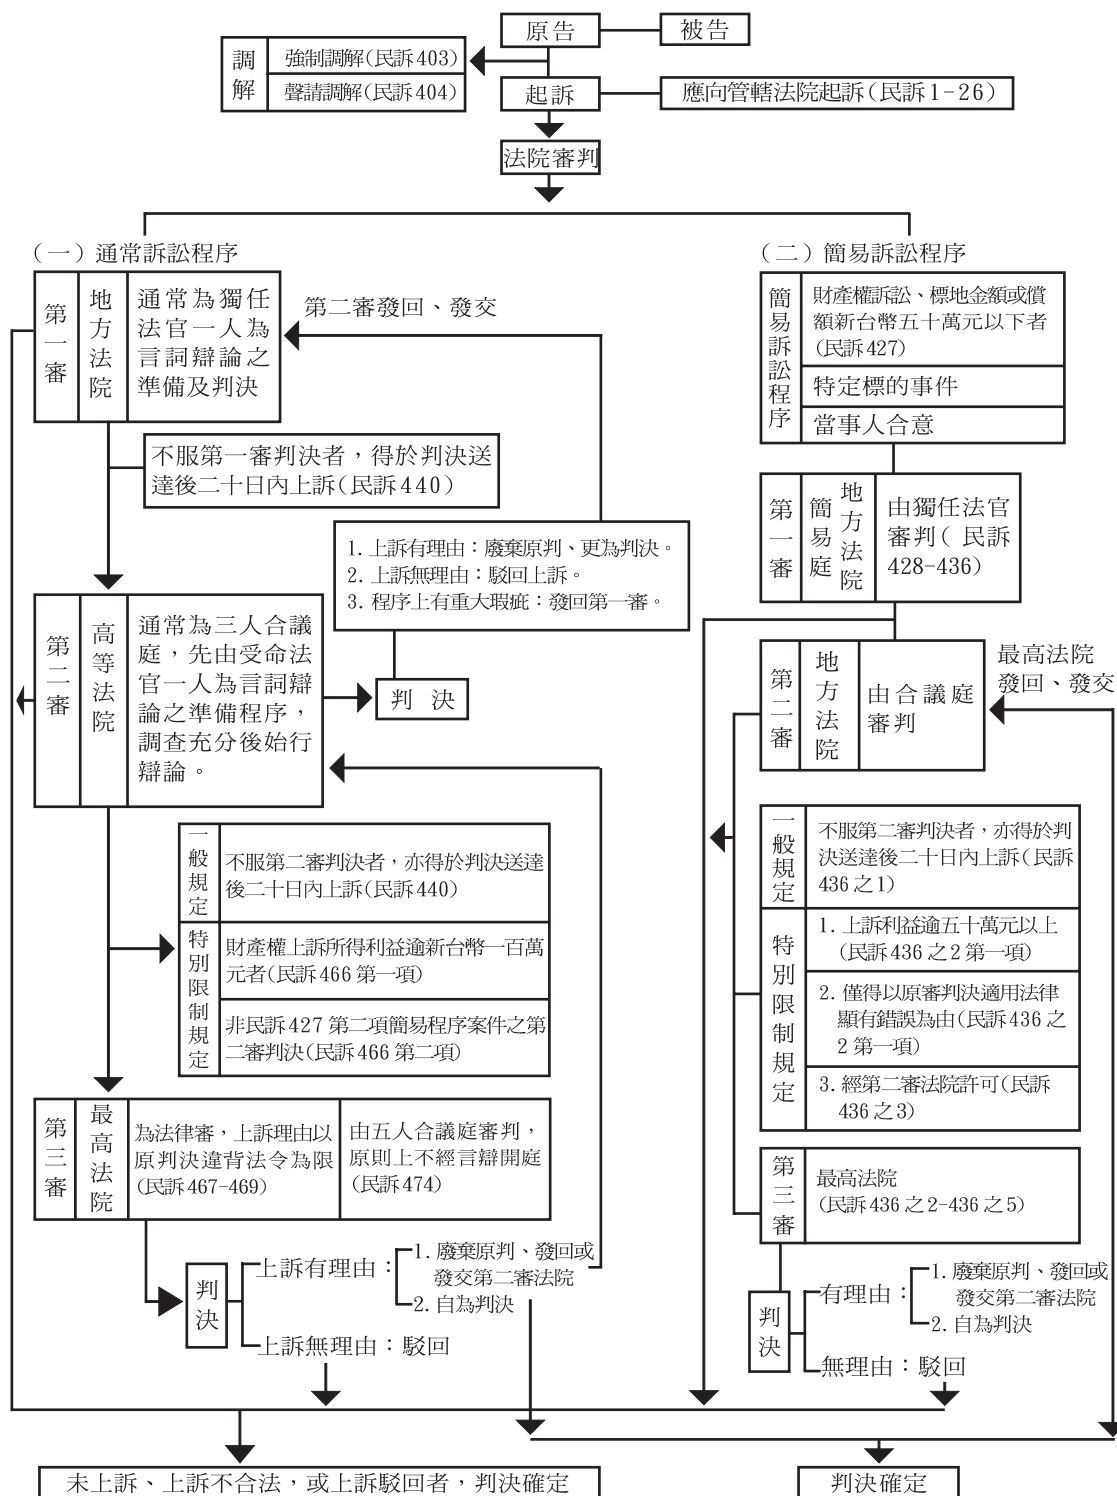 原告
被告
調解
強制調解(民訴403)
聲請調解(民訴404)
起訴
應向管轄法院起訴(民訴1-26)
法院審判
(一)通常訴訟程序
第一審
地方法院
通常為獨任
法官一人為
言詞辯論之
準備及判決
第二審發回、發交
不服第一審判決者，得於判決送
達後二十日內上訴(民訴440)
1. 上訴有理由：廢棄原判、更為判決。
2. 上訴無理由：駁回上訴。
3. 程序上有重大瑕疵：發回第一審。
第二審
高等法院
通常為三人合議
庭，先由受命法
官一人為言詞辯
論之準備程序，
調查充分後始行
辯論。
判決
一般規定
不服第二審判決者，亦得於判決送達
後二十日內上訴(民訴440)
特別限制規定
財產權上訴所得利益逾新台幣一百萬
元者(民訴466 第一項)
非民訴427 第二項簡易程序案件之第
二審判決(民訴466 第二項)
第三審
最高法院
為法律審，上訴理由以
原判決違背法令為限
(民訴467-469)
由五人合議庭審判，
原則上不經言辯開庭
(民訴474)
判決
上訴有理由：
1. 廢棄原判、發回或
發交第二審法院
2. 自為判決
上訴無理由：駁回
(二)簡易訴訟程序
簡易訴訟程序
財產權訴訟、標地金額或償
額新台幣五十萬元以下者
(民訴427)
特定標的事件
當事人合意
第一審
地方法院
簡易庭
由獨任法官
審判( 民訴
428-436)
第二審
地方法院
由合議庭
審判
最高法院
發回、發交
一般規定
不服第二審判決者，亦得於判
決送達後二十日內上訴(民訴
436 之1)
特別限制規定
1. 上訴利益逾五十萬元以上
(民訴436 之2 第一項)
2. 僅得以原審判決適用法律
顯有錯誤為由(民訴436 之
2 第一項)
3. 經第二審法院許可(民訴
436 之3)
第三審
最高法院
(民訴436 之2-436 之5)
判決
有理由：
1. 廢棄原判、發回或
發交第二審法院
2. 自為判決
無理由：駁回
未上訴、上訴不合法，或上訴駁回者，判決確定
判決確定